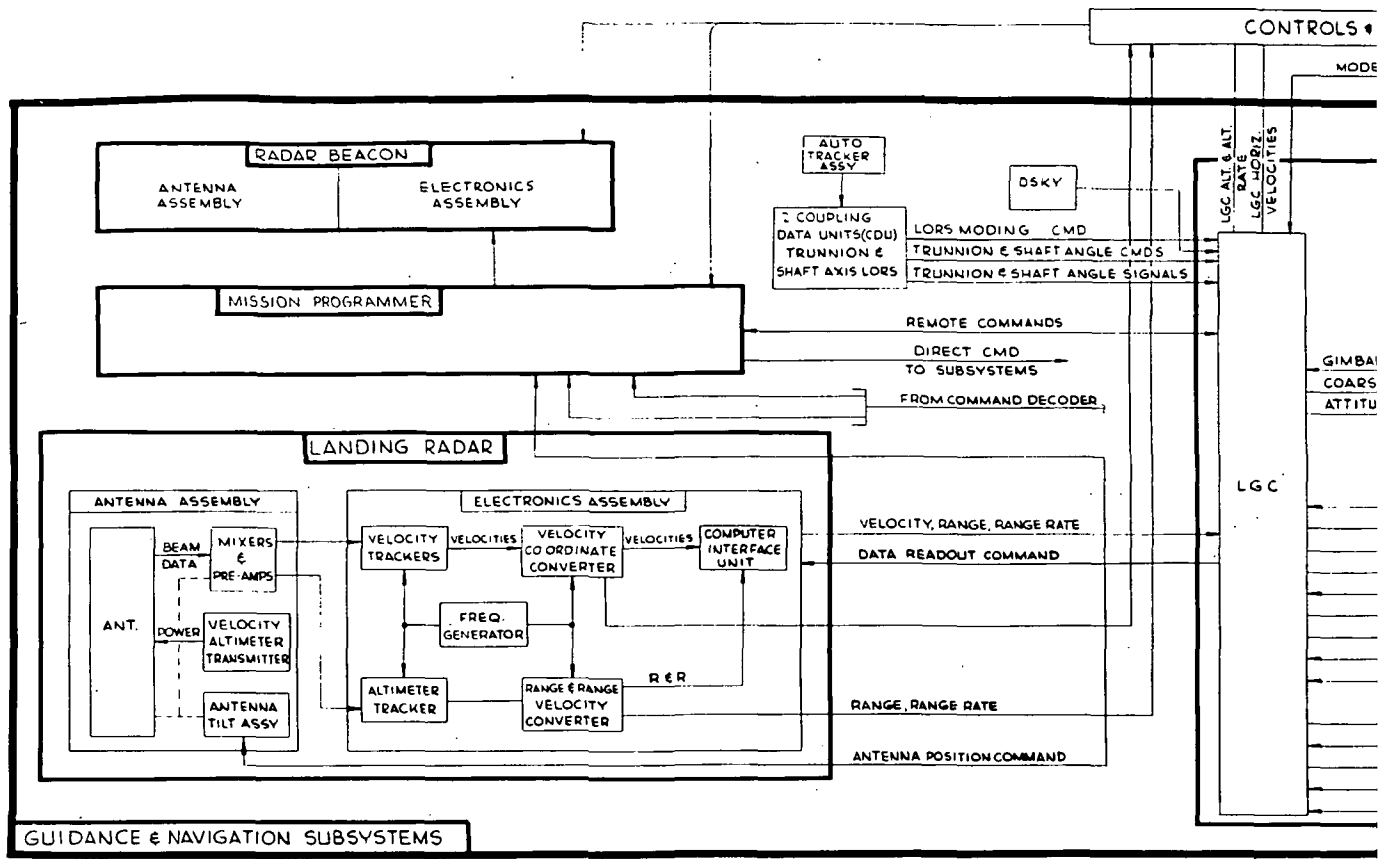 CONTROLS &
MODE
LGC ALT. & ALT.
RATE
LGC HORIZ.
VELOCITIES
RADAR BEACON
ANTENNA
ASSEMBLY
ELECTRONICS
ASSEMBLY
AUTO
TRACKER
ASSY
DSKY
2 COUPLING
DATA UNITS(CDU)
TRUNNION &
SHAFT AXIS LORS
LORS MODING CMD
TRUNNION & SHAFT ANGLE CMDS
TRUNNION & SHAFT ANGLE SIGNALS
MISSION PROGRAMMER
REMOTE COMMANDS
DIRECT CMD
TO SUBSYSTEMS
FROM COMMAND DECODER
GIMBA
COARS
ATTITU
LGC
LANDING RADAR
ANTENNA ASSEMBLY
ANT.
BEAM
DATA
MIXERS
&
PRE-AMPS
POWER
VELOCITY
ALTIMETER
TRANSMITTER
ANTENNA
TILT ASSY
ELECTRONICS ASSEMBLY
VELOCITY
TRACKERS
VELOCITIES
VELOCITY
CO ORDINATE
CONVERTER
VELOCITIES
COMPUTER
INTERFACE
UNIT
FREQ.
GENERATOR
ALTIMETER
TRACKER
RANGE & RANGE
VELOCITY
CONVERTER
R & R
VELOCITY, RANGE, RANGE RATE
DATA READOUT COMMAND
RANGE, RANGE RATE
ANTENNA POSITION COMMAND
GUIDANCE & NAVIGATION SUBSYSTEMS